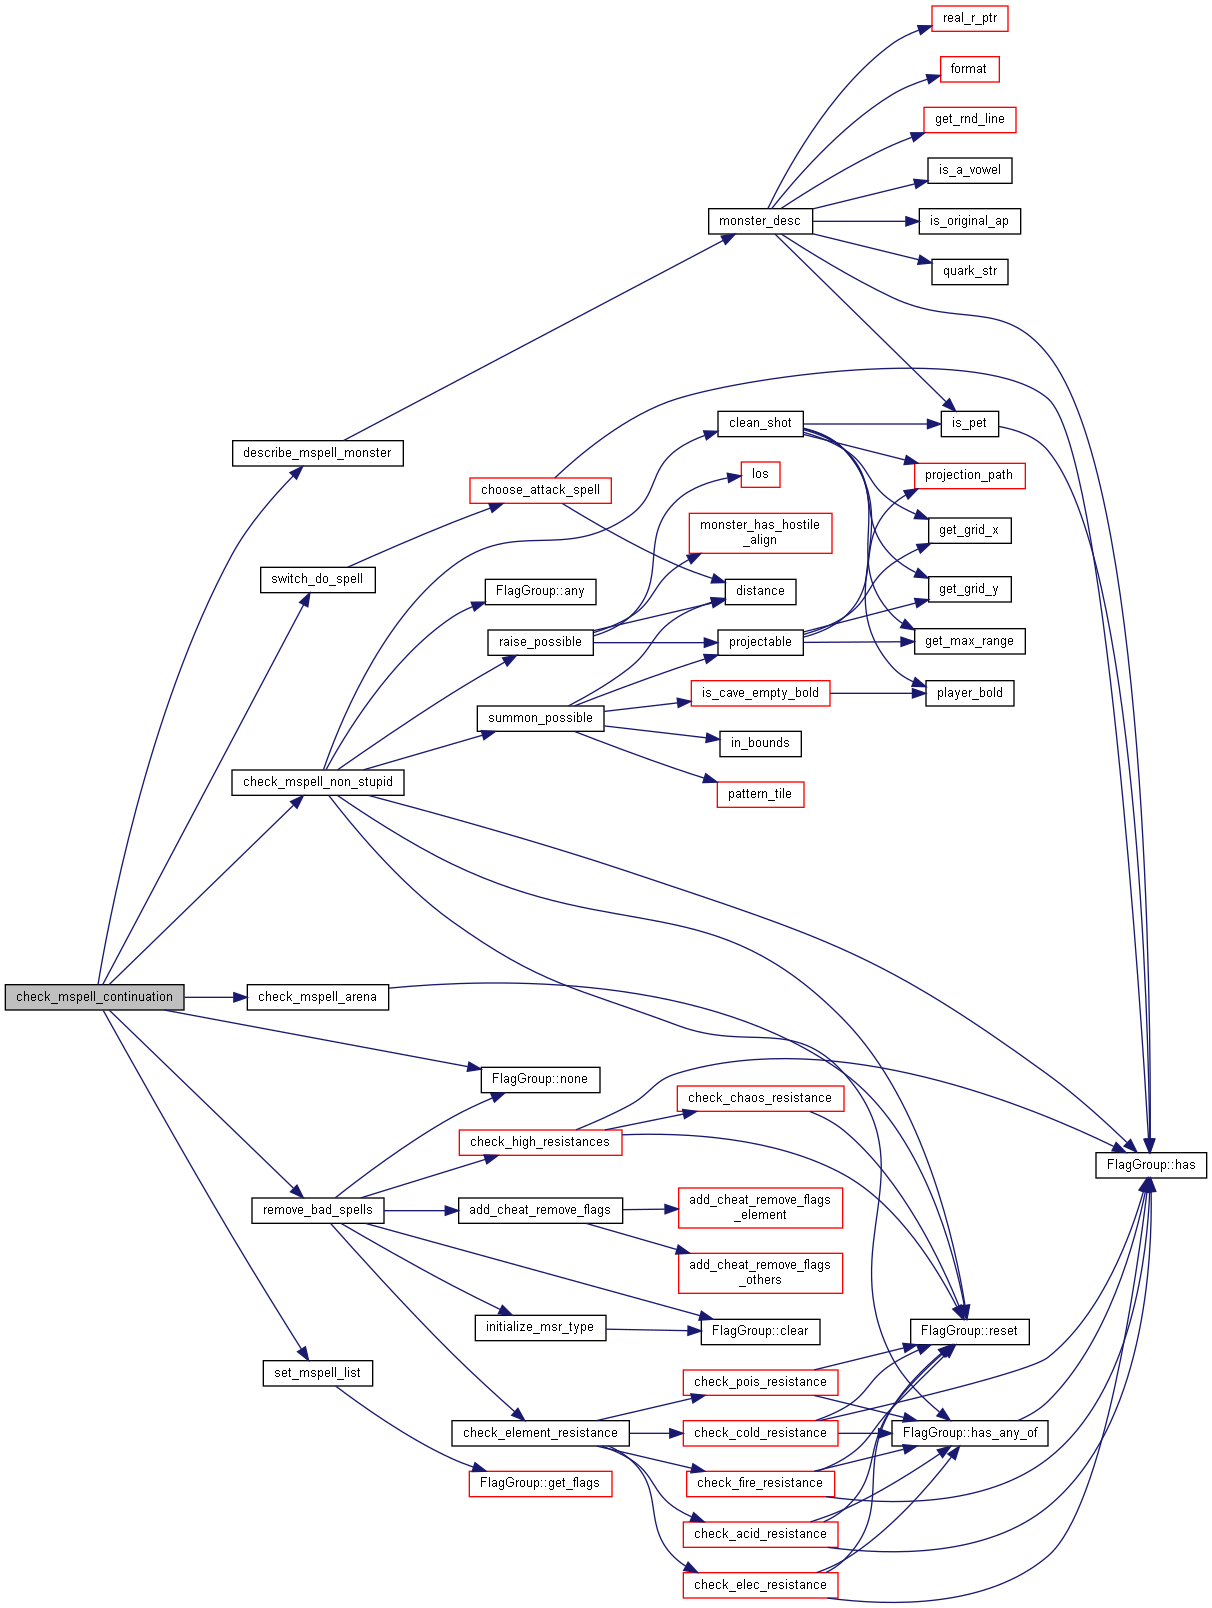 real_r_ptr
format
get_rnd_line
is_a_vowel
monster_desc
is_original_ap
quark_str
clean_shot
is_pet
describe_mspell_monster
los
projection_path
choose_attack_spell
monster_has_hostile
_align
get_grid_x
switch_do_spell
FlagGroup::any
distance
get_grid_y
raise_possible
projectable
get_max_range
is_cave_empty_bold
player_bold
summon_possible
in_bounds
check_mspell_non_stupid
pattern_tile
check_mspell_continuation
check_mspell_arena
FlagGroup::none
check_chaos_resistance
check_high_resistances
FlagGroup::has
remove_bad_spells
add_cheat_remove_flags
add_cheat_remove_flags
_element
add_cheat_remove_flags
_others
initialize_msr_type
FlagGroup::clear
FlagGroup::reset
set_mspell_list
check_pois_resistance
check_element_resistance
check_cold_resistance
FlagGroup::has_any_of
FlagGroup::get_flags
check_fire_resistance
check_acid_resistance
check_elec_resistance